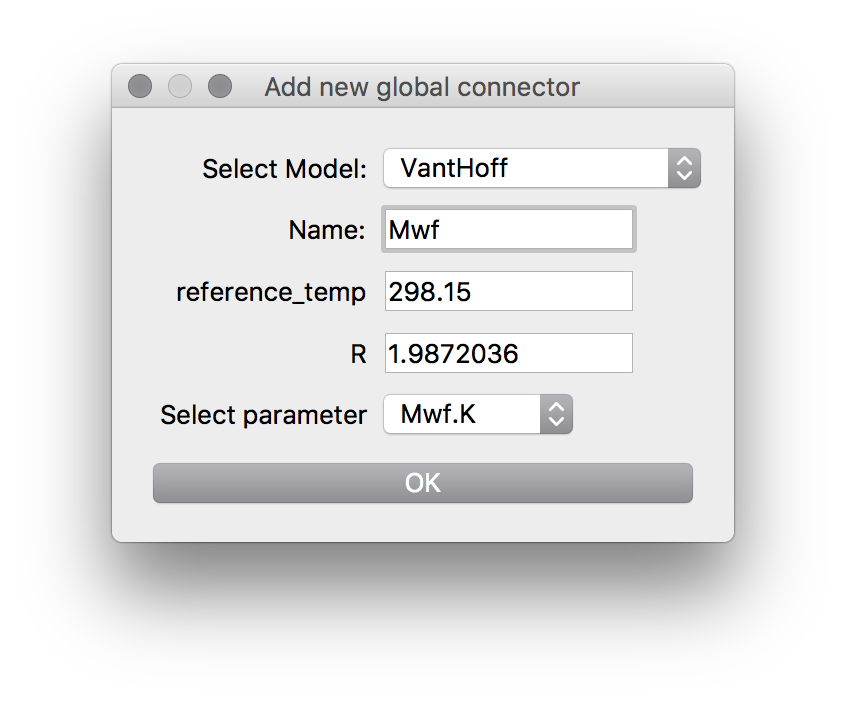 Add new global connector
Select Model: VantHoff
Name: Mwf
reference_temp 298.15
R 1.9872036
Select parameter Mwf.K
OK